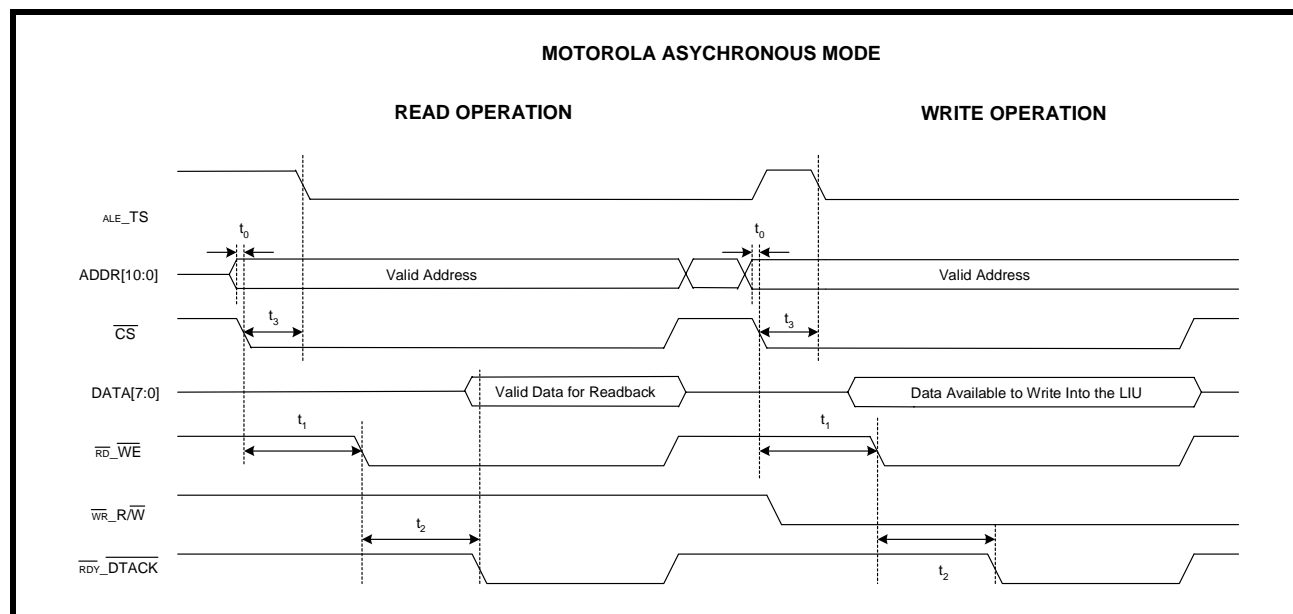 MOTOROLA ASYCHRONOUS MODE
READ OPERATION WRITE OPERATION
ALE_TS
t0 t0
ADDR[10:0] Valid Address Valid Address
CS t3 t3
DATA[7:0] Valid Data for Readback Data Available to Write Into the LIU
t1 t1
RD_WE
WR_R/W
t2
RDY_DTACK t2